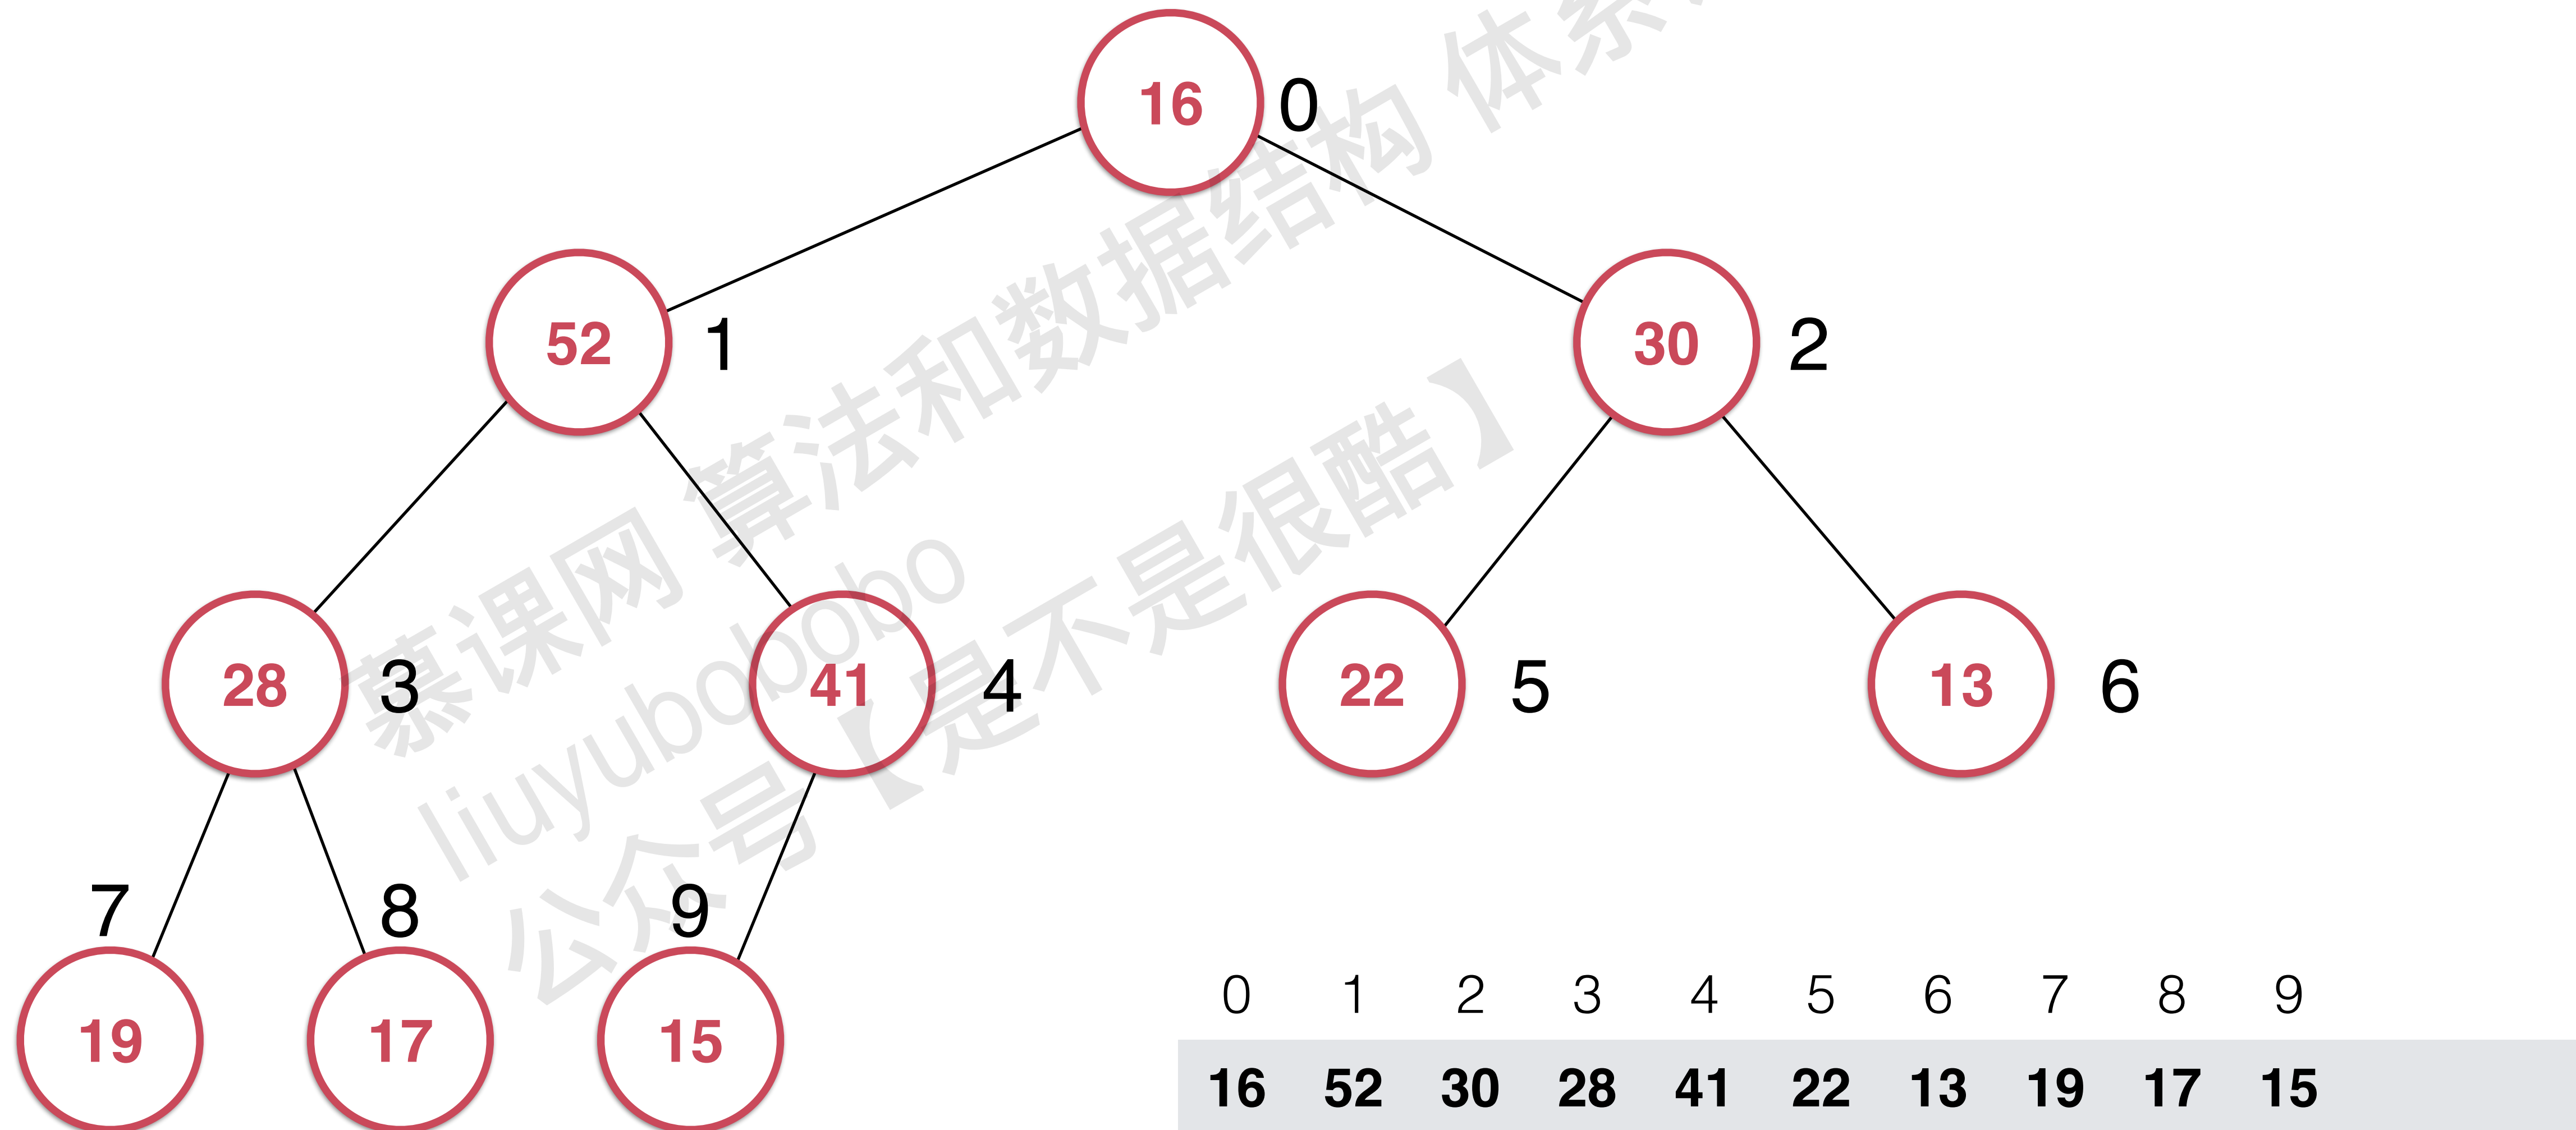 16 0
52 1 30 2
28 3 41 4 22 5 13 6
7 8 9
19 17 15
0 1 2 3 4 5 6 7 8 9
16 52 30 28 41 22 13 19 17 15
慕课网 算法和数据结构 体系
liuyubobobo
公众号【是不是很酷】